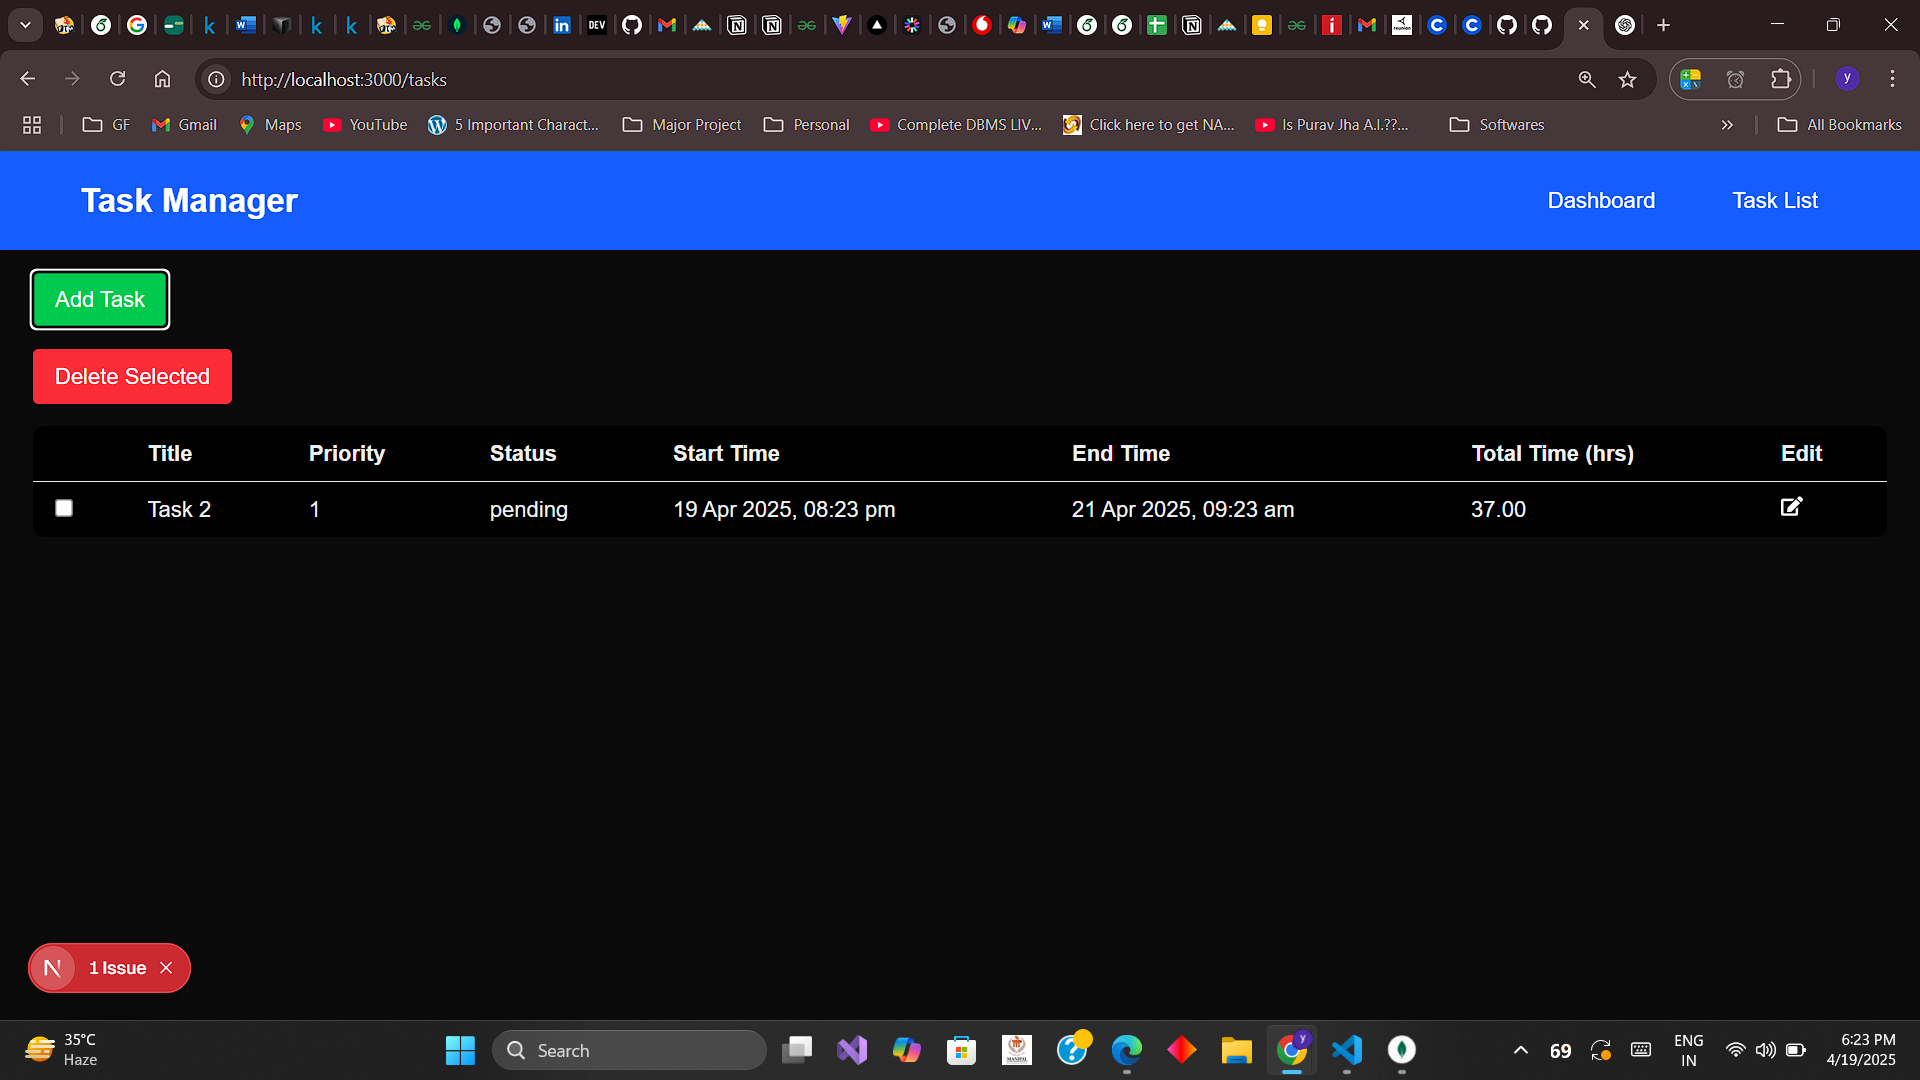 http://localhost:3000/tasks
y
GF
Gmail
Maps
YouTube
5 Important Charact...
Major Project
Personal
Complete DBMS LIV...
Click here to get NA...
Is Purav Jha A.I.??...
Softwares
All Bookmarks
Task Manager
Dashboard
Task List
Add Task
Delete Selected
Title Priority Status Start Time End Time Total Time (hrs) Edit
Task 2 1 pending 19 Apr 2025, 08:23 pm 21 Apr 2025, 09:23 am 37.00
N 1 Issue
35°C
Haze
Search
69
ENG
IN
6:23 PM
4/19/2025